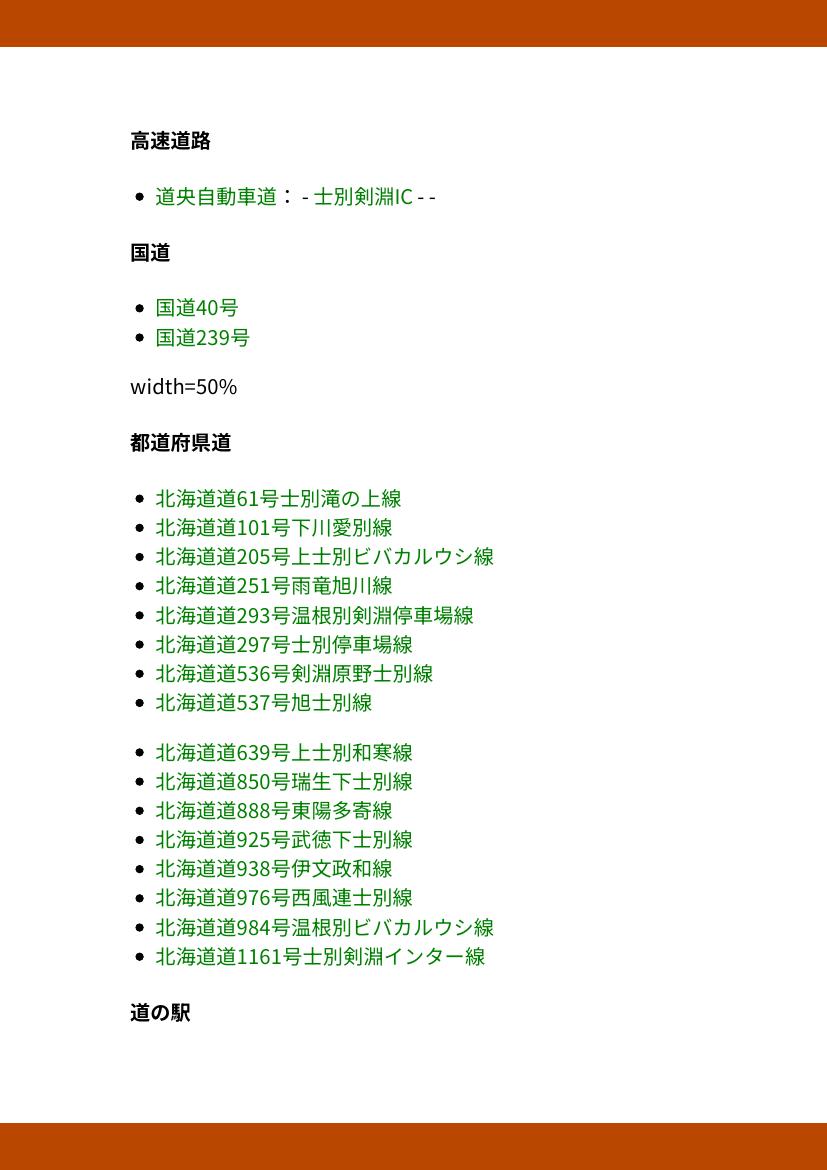 高速道路
• 道央自動車道： - 士別剣淵IC - -
国道
• 国道40号
• 国道239号
width=50%
都道府県道
• 北海道道61号士別滝の上線
• 北海道道101号下川愛別線
• 北海道道205号上士別ビバカルウシ線
• 北海道道251号雨竜旭川線
• 北海道道293号温根別剣淵停車場線
• 北海道道297号士別停車場線
• 北海道道536号剣淵原野士別線
• 北海道道537号旭士別線
• 北海道道639号上士別和寒線
• 北海道道850号瑞生下士別線
• 北海道道888号東陽多寄線
• 北海道道925号武徳下士別線
• 北海道道938号伊文政和線
• 北海道道976号西風連士別線
• 北海道道984号温根別ビバカルウシ線
• 北海道道1161号士別剣淵インター線
道の駅